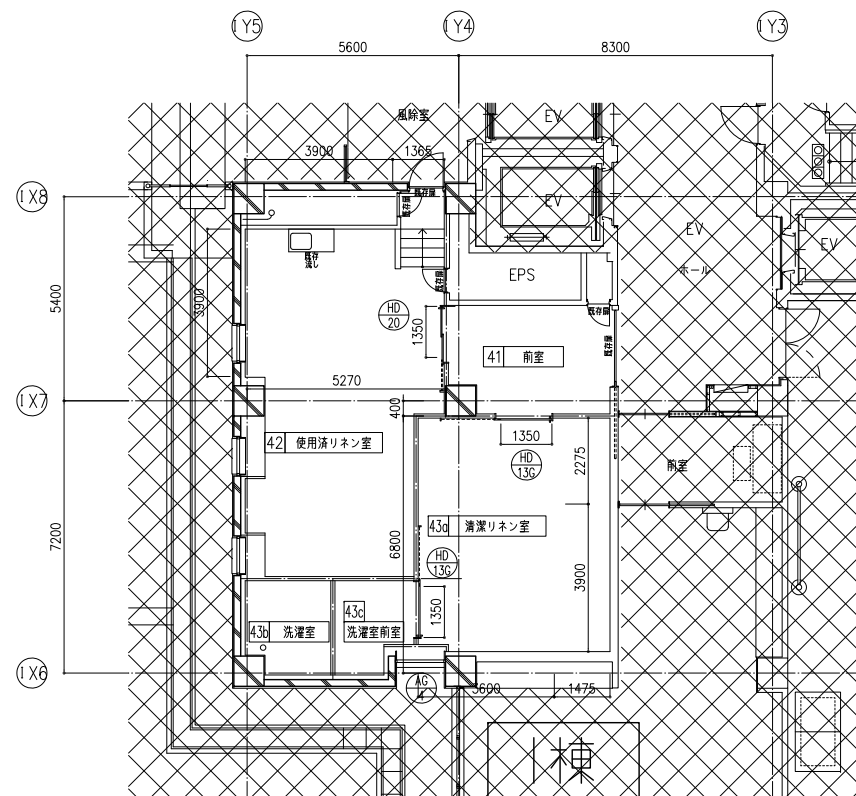 1Y5
1Y4
1Y3
5600
8300
風除室
EV
3900
1365
既存扉
既存扉
1X8
EV
EV
EV
ホール
既存
流し
既存扉
EPS
5400
3900
HD
20
1350
既存扉
既存扉
41 前室
5270
1X7
400
1350
2275
42 使用済リネン室
HD
13G
前室
43a 清潔リネン室
7200
6800
HD
13G
3900
43c
1350
43b 洗濯室
洗濯室前室
1X6
AG
4
3600
1475
一棟